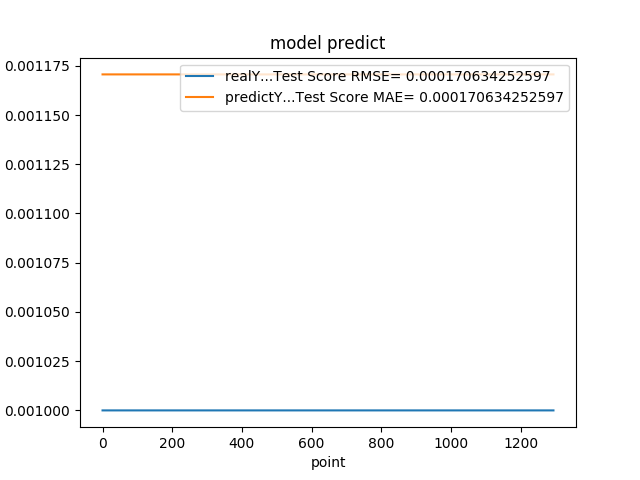 model predict
realY...Test Score RMSE= 0.000170634252597
predictY...Test Score MAE= 0.000170634252597
0.001175
0.001150
0.001125
0.001100
0.001075
0.001050
0.001025
0.001000
0 200 400 600 800 1000 1200
point